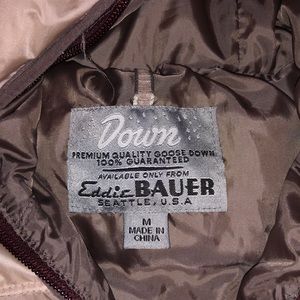 Down
PREMIUM QUALITY GOOSE DOWN
100% GUARANTEED
AVAILABLE ONLY FROM
Eddie BAUER
SEATTLE, U.S.A
M
MADE IN
CHINA